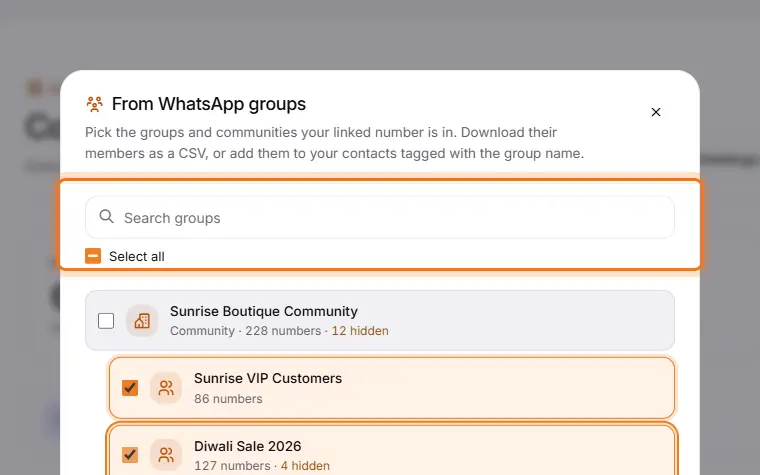 From WhatsApp groups
Pick the groups and communities your linked number is in. Download their
members as a CSV, or add them to your contacts tagged with the group name.
Search groups
Select all
Sunrise Boutique Community
Community · 228 numbers · 12 hidden
Sunrise VIP Customers
86 numbers
Diwali Sale 2026
127 numbers · 4 hidden